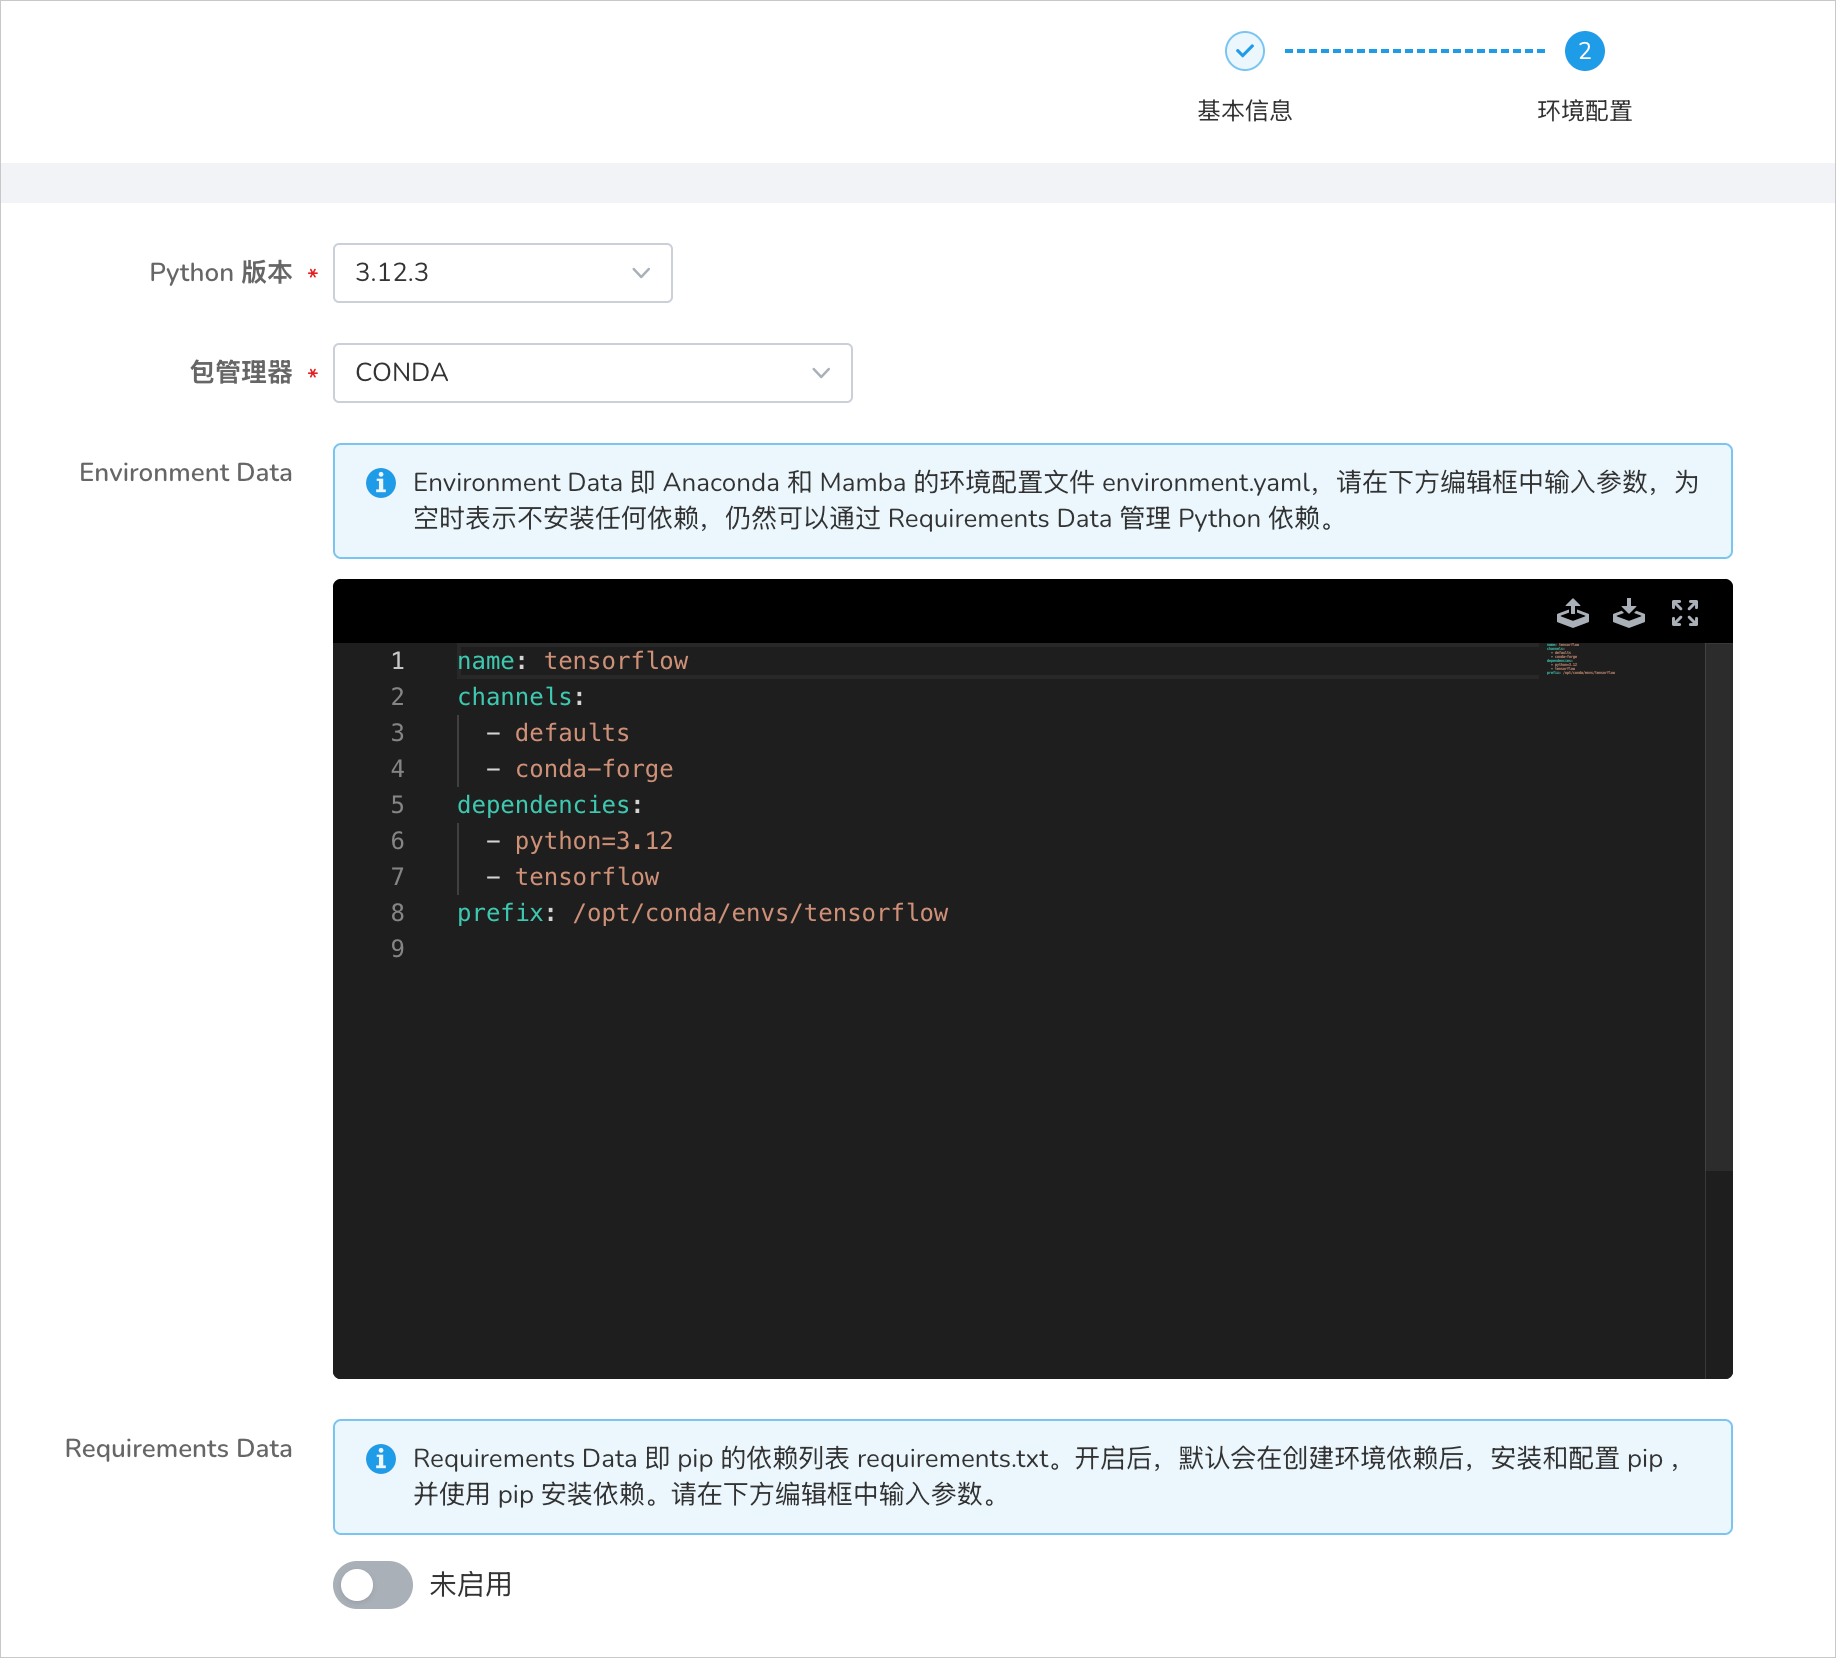 2
基本信息
环境配置
Python 版本 *
3.12.3
包管理器 *
CONDA
Environment Data
Environment Data 即 Anaconda 和 Mamba 的环境配置文件 environment.yaml，请在下方编辑框中输入参数，为
空时表示不安装任何依赖，仍然可以通过 Requirements Data 管理 Python 依赖。
1 name: tensorflow
2 channels:
3   - defaults
4   - conda-forge
5 dependencies:
6   - python=3.12
7   - tensorflow
8 prefix: /opt/conda/envs/tensorflow
9
Requirements Data
Requirements Data 即 pip 的依赖列表 requirements.txt。开启后，默认会在创建环境依赖后，安装和配置 pip ，
并使用 pip 安装依赖。请在下方编辑框中输入参数。
未启用